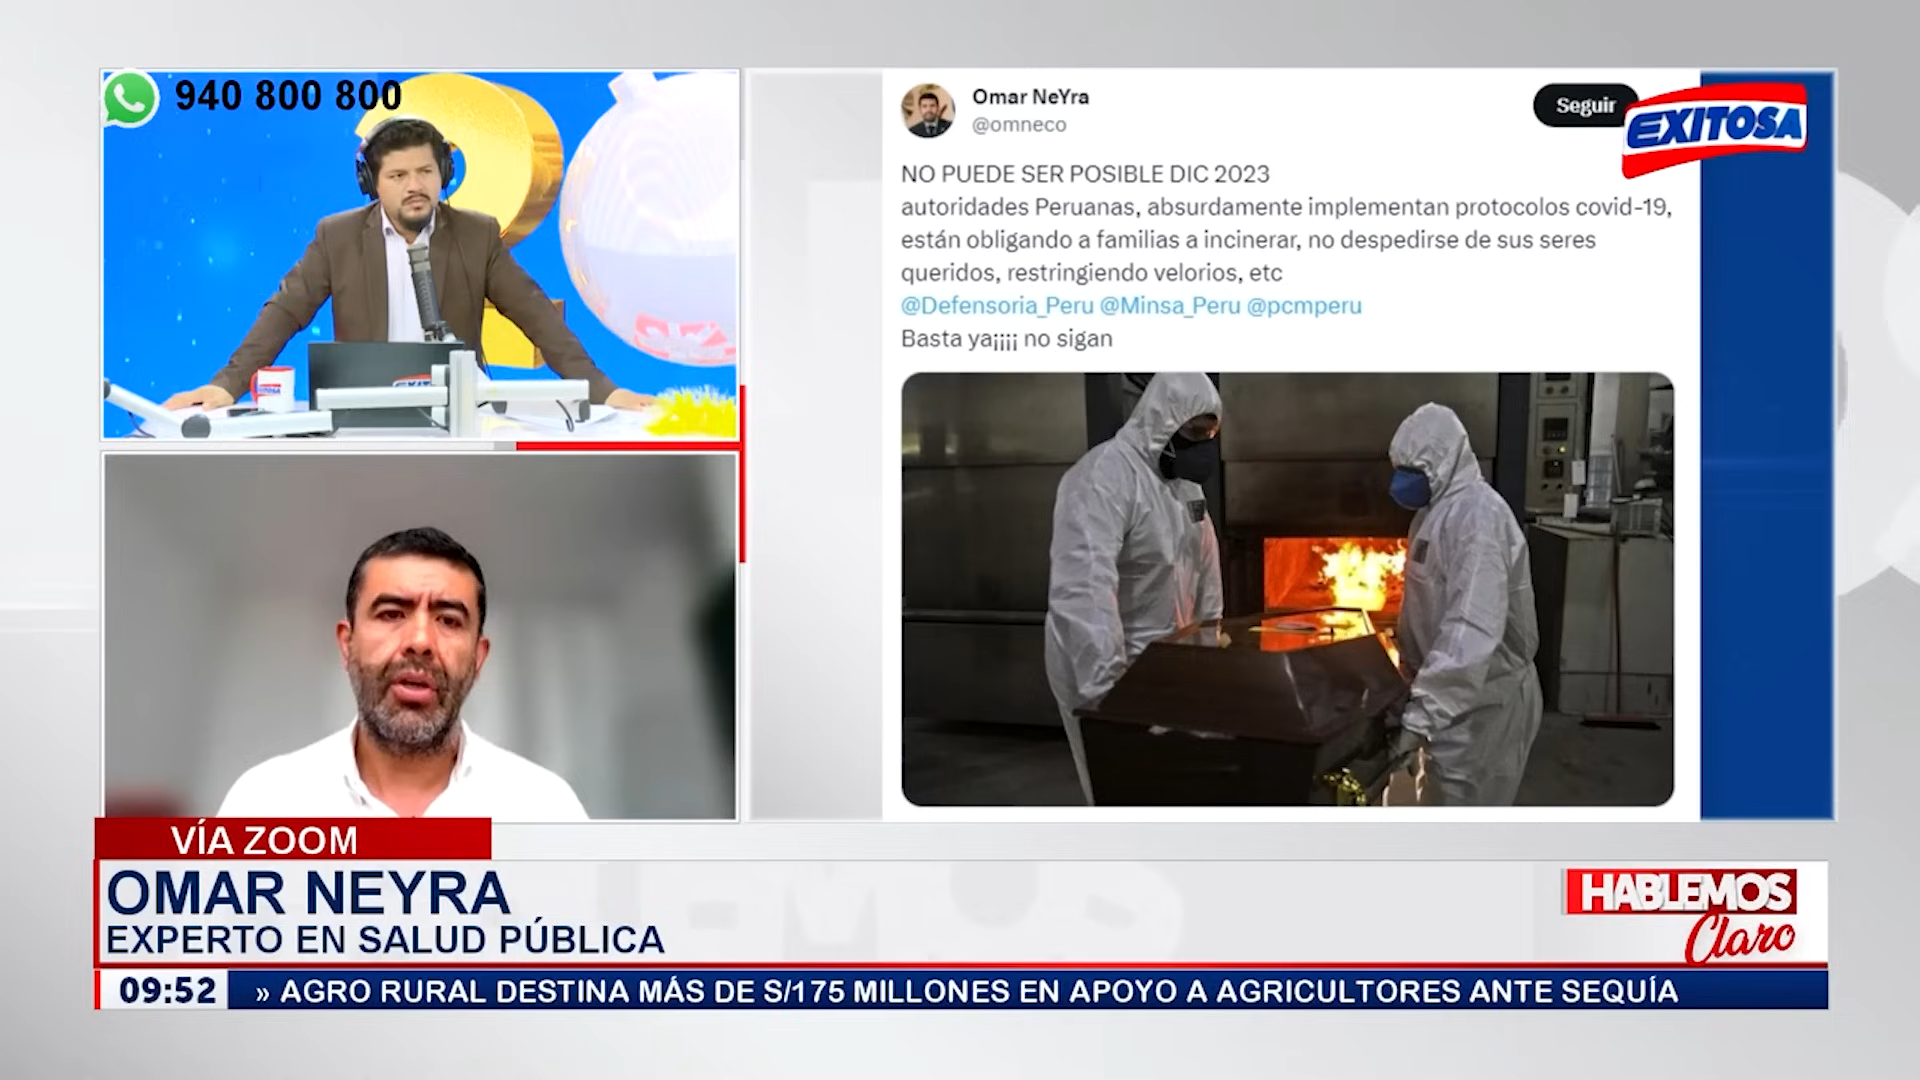 940 800 800
Omar NeYra
@omneco
Seguir
EXITOSA
NO PUEDE SER POSIBLE DIC 2023
autoridades Peruanas, absurdamente implementan protocolos covid-19,
están obligando a familias a incinerar, no despedirse de sus seres
queridos, restringiendo velorios, etc
@Defensoria_Peru @Minsa_Peru @pcmperu
Basta ya¡¡¡¡ no sigan
VÍA ZOOM
OMAR NEYRA
EXPERTO EN SALUD PÚBLICA
HABLEMOS
Claro
09:52
» AGRO RURAL DESTINA MÁS DE S/175 MILLONES EN APOYO A AGRICULTORES ANTE SEQUÍA